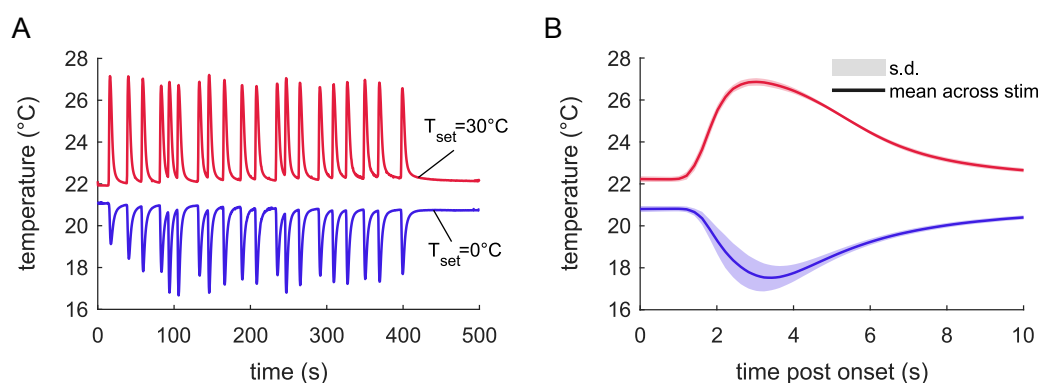 A
temperature (°C)
28
26
24
22
20
18
16
T_set=30°C
T_set=0°C
0 100 200 300 400 500
time (s)
B
temperature (°C)
28
26
24
22
20
18
16
s.d.
mean across stim
0 2 4 6 8 10
time post onset (s)